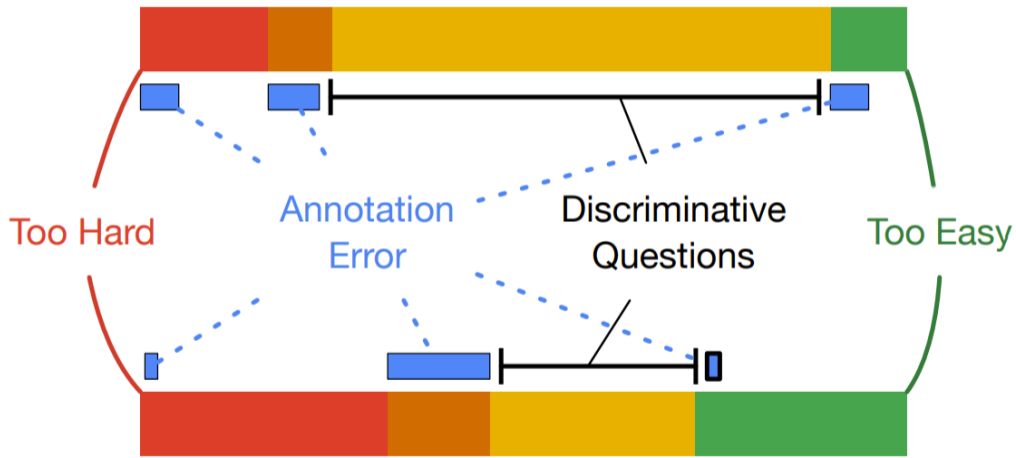 Annotation
Error
Discriminative
Questions
Too Hard
Too Easy